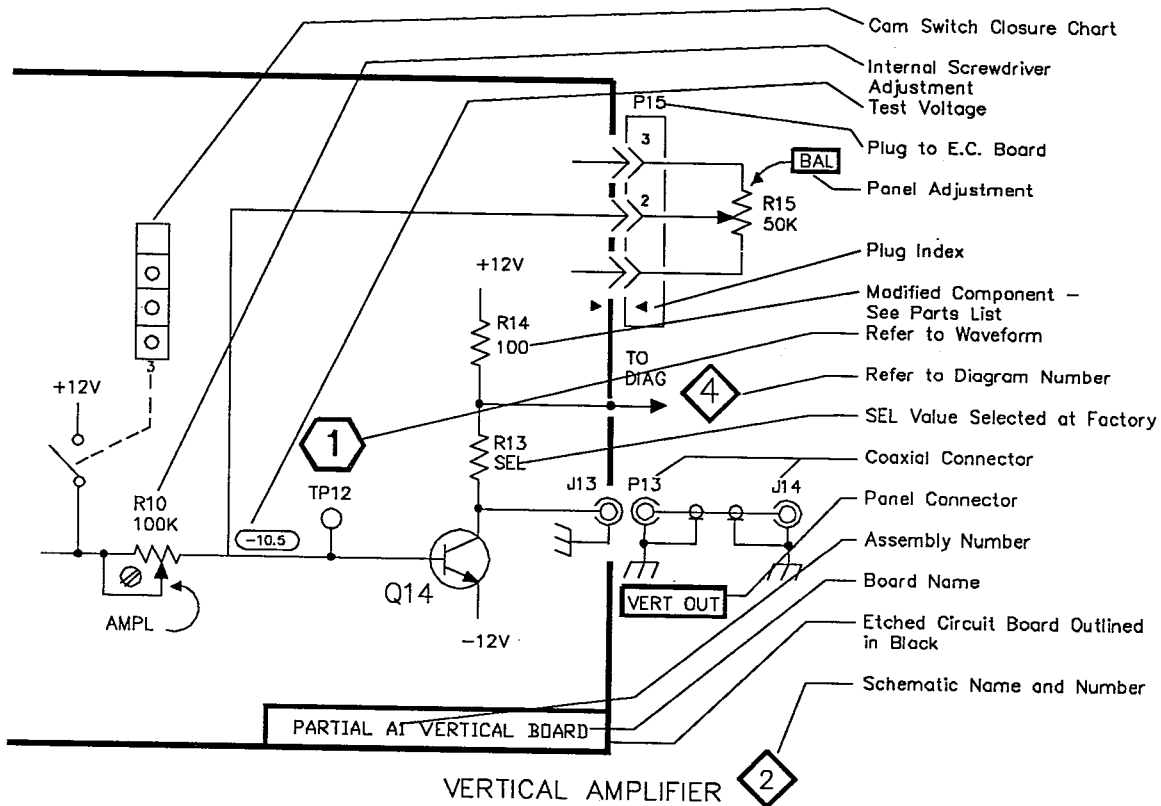 Cam Switch Closure Chart
Internal Screwdriver
Adjustment
Test Voltage
P15
3
Plug to E.C. Board
BAL
Panel Adjustment
2
R15
50K
+12V
Plug Index
Modified Component –
See Parts List
R14
100
Refer to Waveform
3
TO
DIAG
4
Refer to Diagram Number
+12V
1
R13
SEL
SEL Value Selected at Factory
TP12
J13
P13
J14
Coaxial Connector
R10
100K
-10.5
Panel Connector
Assembly Number
Q14
VERT OUT
Board Name
AMPL
-12V
Etched Circuit Board Outlined
in Black
Schematic Name and Number
PARTIAL A1 VERTICAL BOARD
VERTICAL AMPLIFIER
2